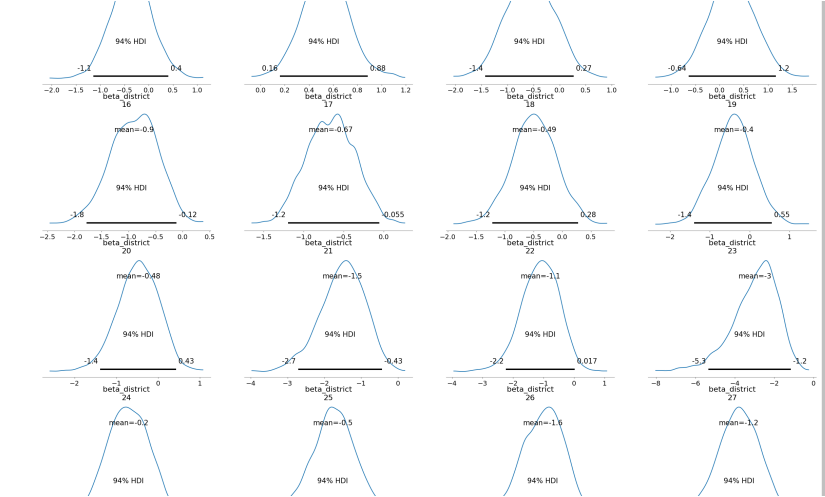 94% HDI 94% HDI 94% HDI 94% HDI
-1.1 0.4 0.16 0.88 -1.4 0.27 -0.64 1.2
−2.0 −1.5 −1.0 −0.5 0.0 0.5 1.0 0.0 0.2 0.4 0.6 0.8 1.0 1.2 −2.0 −1.5 −1.0 −0.5 0.0 0.5 1.0 −1.0 −0.5 0.0 0.5 1.0 1.5
beta_district beta_district beta_district beta_district
16 17 18 19
mean=-0.9 mean=-0.67 mean=-0.49 mean=-0.4
94% HDI 94% HDI 94% HDI 94% HDI
-1.8 -0.12 -1.2 -0.055 -1.2 0.28 -1.4 0.55
−2.5 −2.0 −1.5 −1.0 −0.5 0.0 0.5 −1.5 −1.0 −0.5 0.0 −2.0 −1.5 −1.0 −0.5 0.0 0.5 −2 −1 0 1
beta_district beta_district beta_district beta_district
20 21 22 23
mean=-0.48 mean=-1.5 mean=-1.1 mean=-3
94% HDI 94% HDI 94% HDI 94% HDI
-1.4 0.43 -2.7 -0.43 -2.2 0.017 -5.3 -1.2
−2 −1 0 1 −4 −3 −2 −1 0 −4 −3 −2 −1 0 1 −8 −6 −4 −2 0
beta_district beta_district beta_district beta_district
24 25 26 27
mean=-0.2 mean=-0.5 mean=-1.6 mean=-1.2
94% HDI 94% HDI 94% HDI 94% HDI